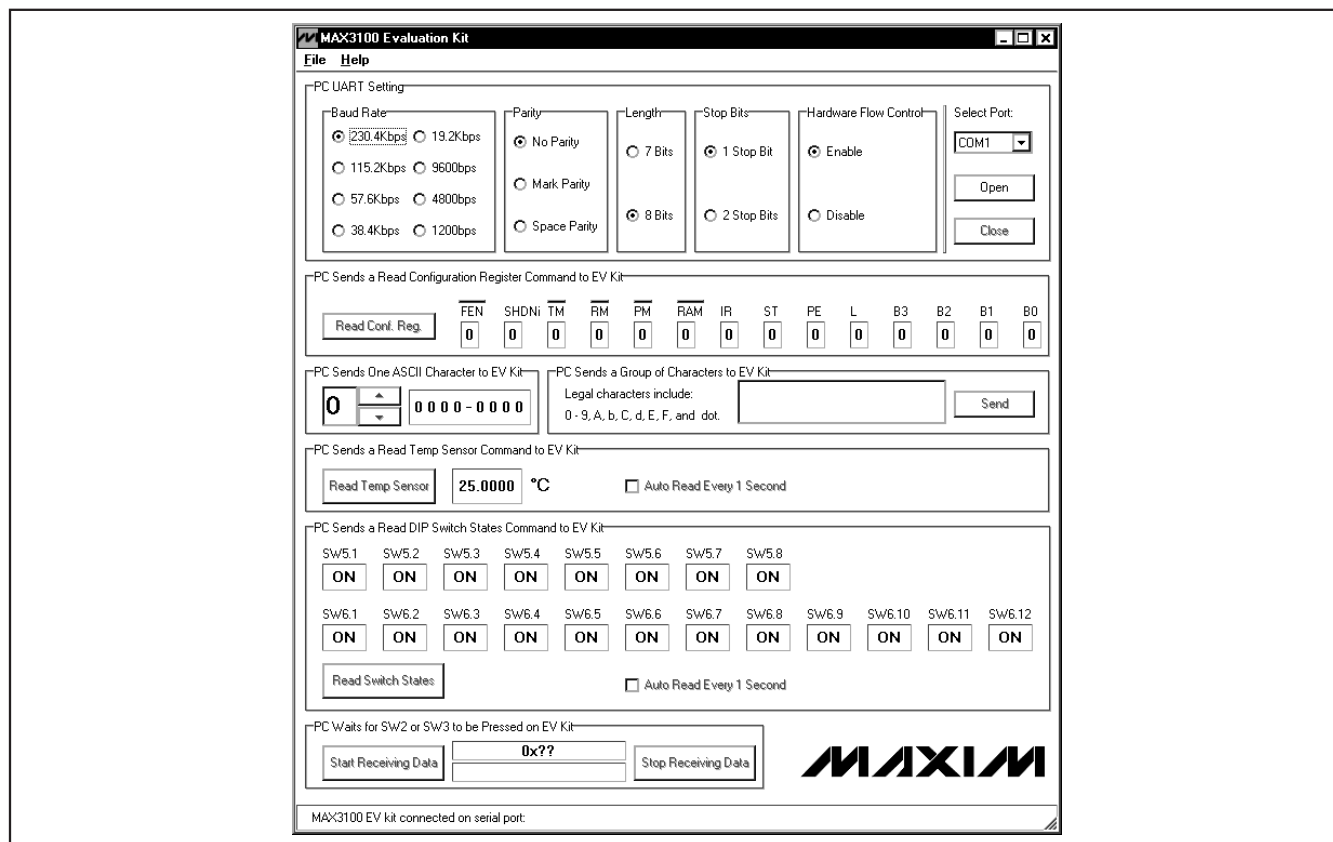 MAX3100 Evaluation Kit
File Help
PC UART Setting
Baud Rate
230.4Kbps 19.2Kbps
115.2Kbps 9600bps
57.6Kbps 4800bps
38.4Kbps 1200bps
Parity
No Parity
Mark Parity
Space Parity
Length
7 Bits
8 Bits
Stop Bits
1 Stop Bit
2 Stop Bits
Hardware Flow Control
Enable
Disable
Select Port:
COM1
Open
Close
PC Sends a Read Configuration Register Command to EV Kit
Read Conf. Reg.
FEN SHDNi TM RM PM RAM IR ST PE L B3 B2 B1 B0
0 0 0 0 0 0 0 0 0 0 0 0 0 0
PC Sends One ASCII Character to EV Kit
0 0000-0000
PC Sends a Group of Characters to EV Kit
Legal characters include:
0 - 9, A, b, C, d, E, F, and dot.
Send
PC Sends a Read Temp Sensor Command to EV Kit
Read Temp Sensor 25.0000 °C Auto Read Every 1 Second
PC Sends a Read DIP Switch States Command to EV Kit
SW5.1 SW5.2 SW5.3 SW5.4 SW5.5 SW5.6 SW5.7 SW5.8
ON ON ON ON ON ON ON ON
SW6.1 SW6.2 SW6.3 SW6.4 SW6.5 SW6.6 SW6.7 SW6.8 SW6.9 SW6.10 SW6.11 SW6.12
ON ON ON ON ON ON ON ON ON ON ON ON
Read Switch States Auto Read Every 1 Second
PC Waits for SW2 or SW3 to be Pressed on EV Kit
Start Receiving Data 0x?? Stop Receiving Data
MAXIM
MAX3100 EV kit connected on serial port: